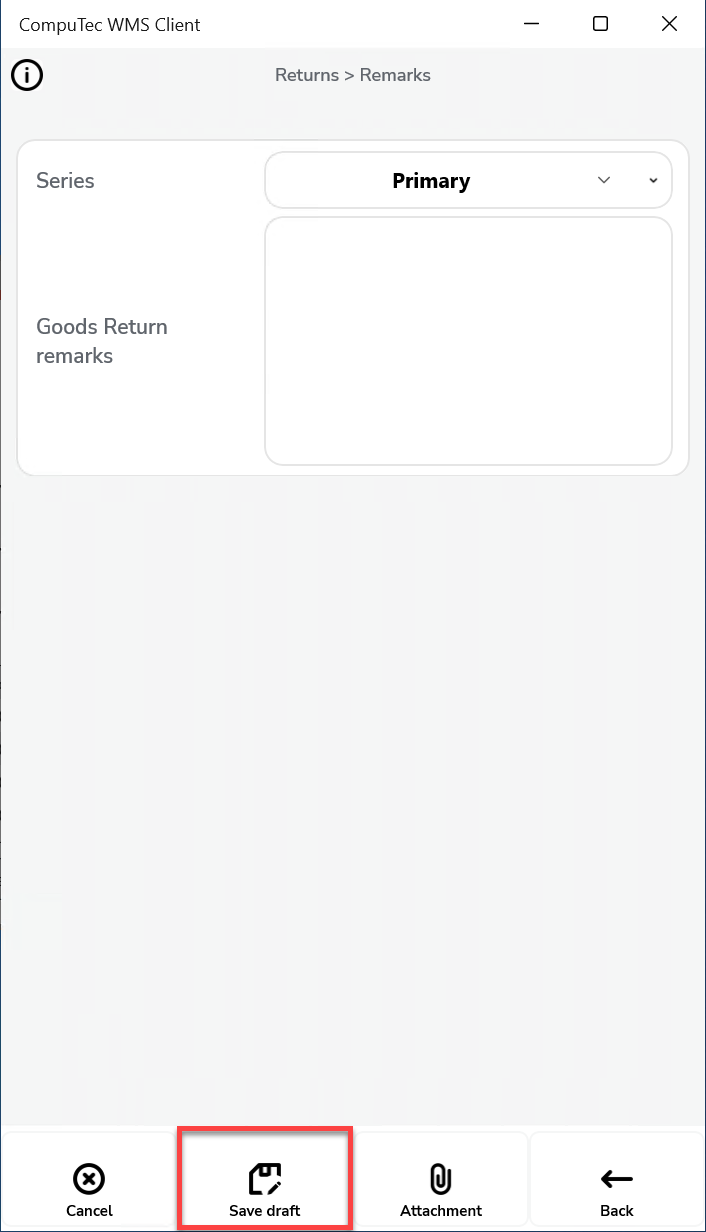 CompuTec WMS Client
Returns > Remarks
Series
Primary
Goods Return
remarks
Cancel
Save draft
Attachment
Back